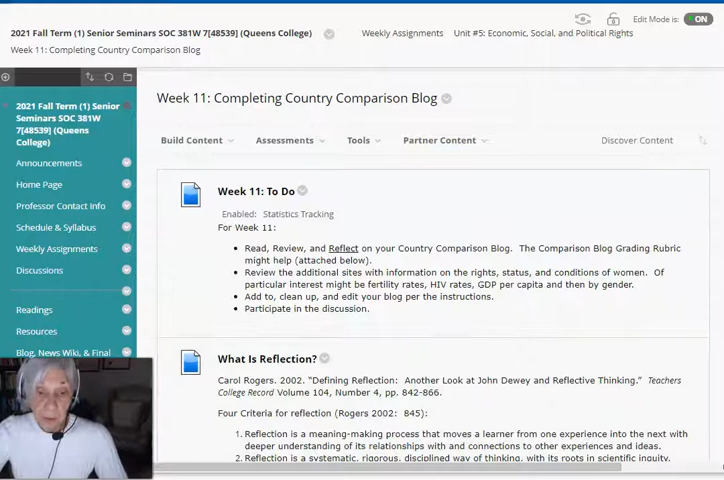 2021 Fall Term (1) Senior Seminars SOC 381W 7[48539] (Queens College)
Weekly Assignments
Unit #5: Economic, Social, and Political Rights
Edit Mode is:
ON
Week 11: Completing Country Comparison Blog
2021 Fall Term (1) Senior
Seminars SOC 381W
7[48539] (Queens
College)
Announcements
Home Page
Professor Contact Info
Schedule & Syllabus
Weekly Assignments
Discussions
Readings
Resources
Blog, News Wiki, & Final
Week 11: Completing Country Comparison Blog
Build Content
Assessments
Tools
Partner Content
Discover Content
Week 11: To Do
Enabled: Statistics Tracking
For Week 11:
• Read, Review, and Reflect on your Country Comparison Blog. The Comparison Blog Grading Rubric
might help (attached below).
• Review the additional sites with information on the rights, status, and conditions of women. Of
particular interest might be fertility rates, HIV rates, GDP per capita and then by gender.
• Add to, clean up, and edit your blog per the instructions.
• Participate in the discussion.
What Is Reflection?
Carol Rogers. 2002. "Defining Reflection: Another Look at John Dewey and Reflective Thinking." Teachers
College Record Volume 104, Number 4, pp. 842-866.
Four Criteria for reflection (Rogers 2002: 845):
1. Reflection is a meaning-making process that moves a learner from one experience into the next with
deeper understanding of its relationships with and connections to other experiences and ideas.
2. Reflection is a systematic, rigorous, disciplined way of thinking, with its roots in scientific inquiry.